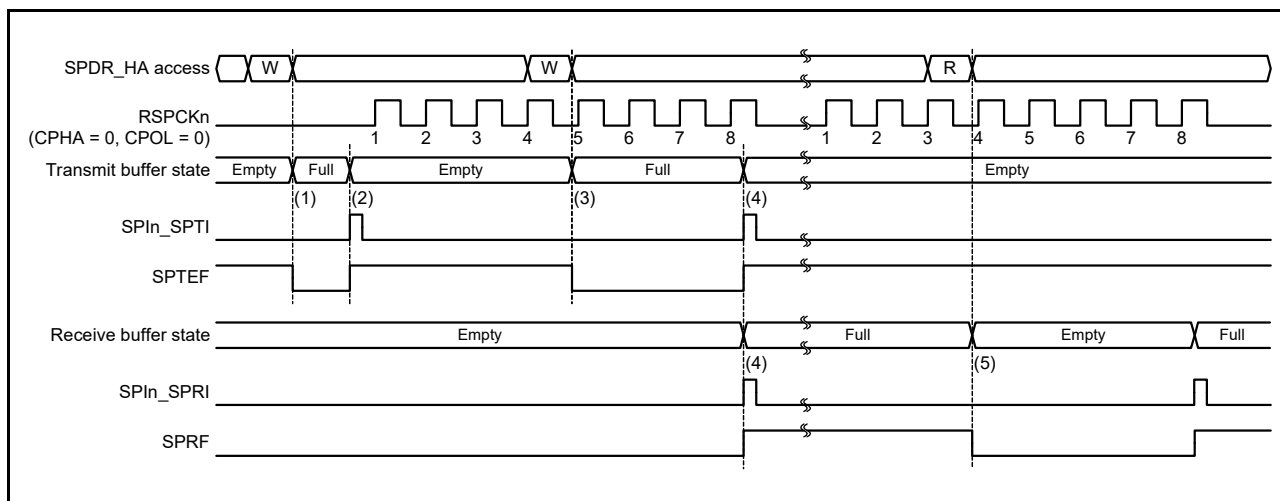 SPDR_HA access W W R
RSPCKn
(CPHA = 0, CPOL = 0)
1 2 3 4 5 6 7 8 1 2 3 4 5 6 7 8
Transmit buffer state Empty Full Empty Full Empty
(1) (2) (3) (4)
SPIn_SPTI
SPTEF
Receive buffer state Empty Full Empty Full
(4) (5)
SPIn_SPRI
SPRF